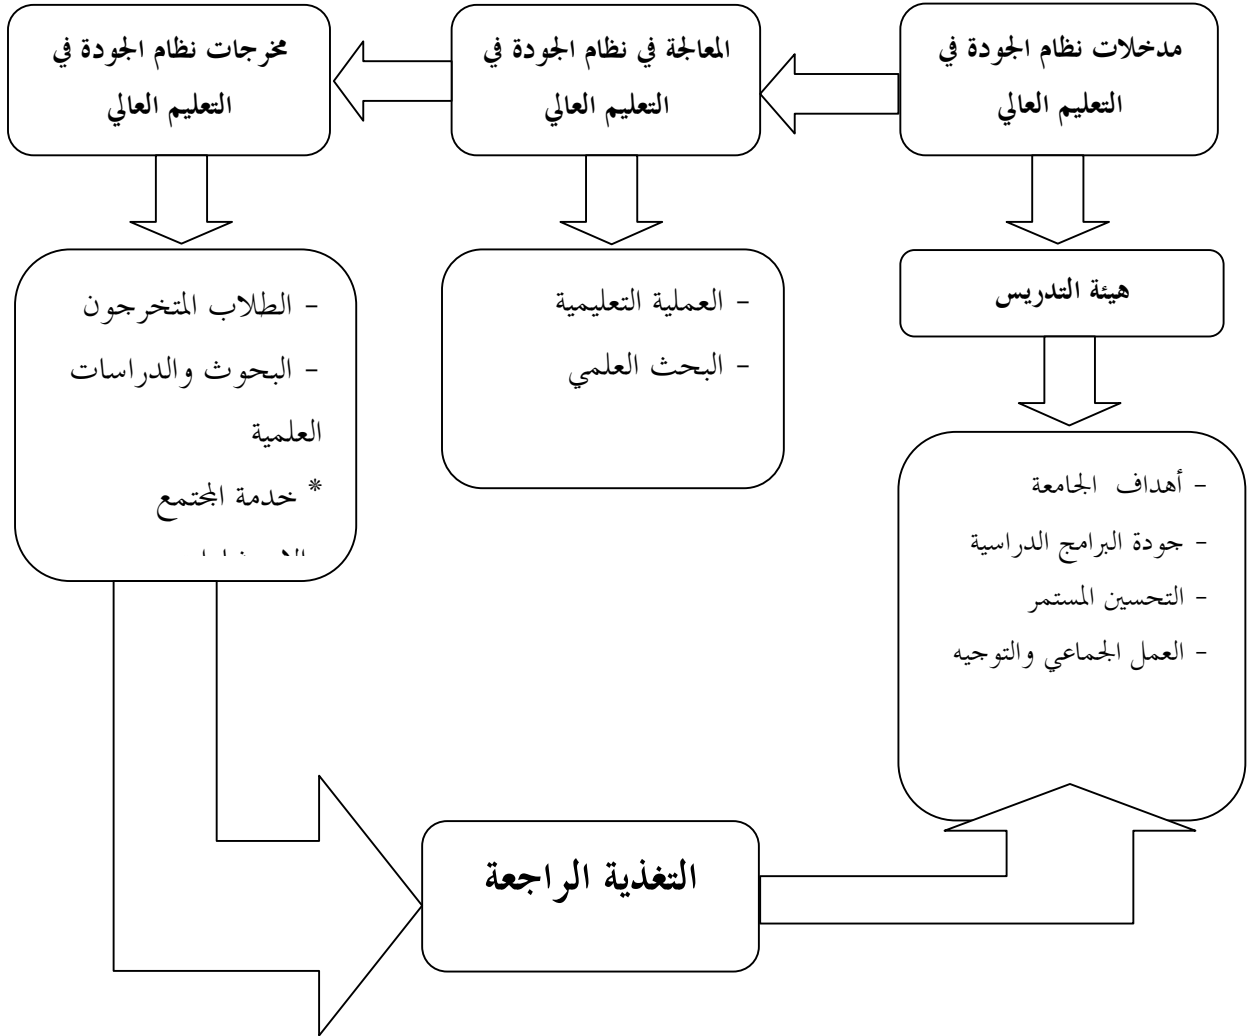 مدخلات نظام الجودة في
التعليم العالي
المعالجة في نظام الجودة في
التعليم العالي
مخرجات نظام الجودة في
التعليم العالي
هيئة التدريس
- أهداف الجامعة
- جودة البرامج الدراسية
- التحسين المستمر
- العمل الجماعي والتوجيه
- العملية التعليمية
- البحث العلمي
- الطلاب المتخرجون
- البحوث والدراسات
العلمية
* خدمة المجتمع
التغذية الراجعة